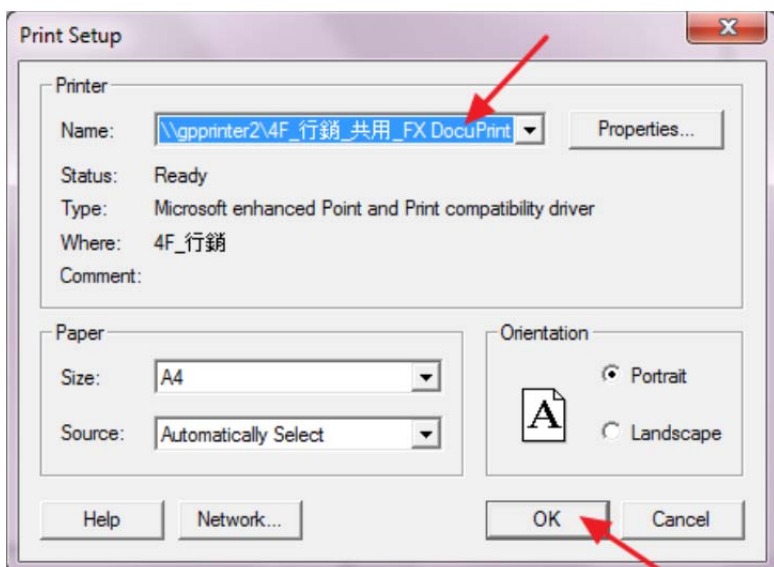 Print Setup
Printer
Name: \\gpprinter2\4F_行銷_共用_FX DocuPrint Properties...
Status: Ready
Type: Microsoft enhanced Point and Print compatibility driver
Where: 4F_行銷
Comment:
Paper
Size: A4
Source: Automatically Select
Orientation
A
Portrait
Landscape
Help Network... OK Cancel